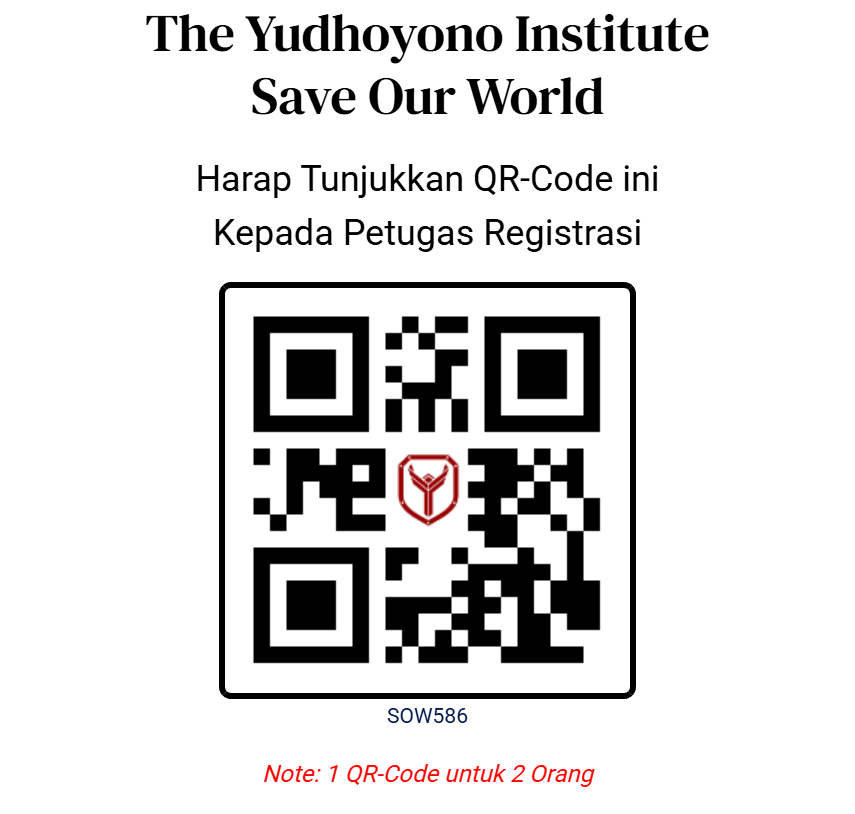 The Yudhoyono Institute
Save Our World
Harap Tunjukkan QR-Code ini
Kepada Petugas Registrasi
SOW586
Note: 1 QR-Code untuk 2 Orang